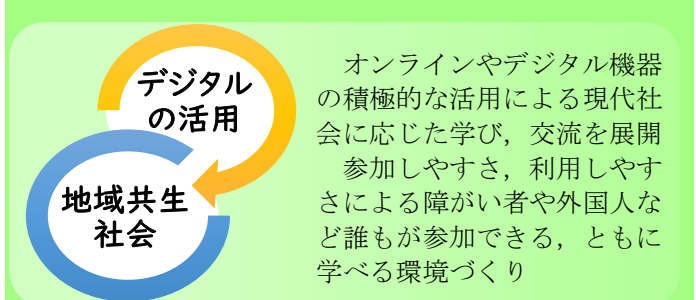 デジタル
の活用
地域共生
社会
　オンラインやデジタル機器
の積極的な活用による現代社
会に応じた学び，交流を展開
　参加しやすさ，利用しやす
さによる障がい者や外国人な
ど誰もが参加できる，ともに
学べる環境づくり